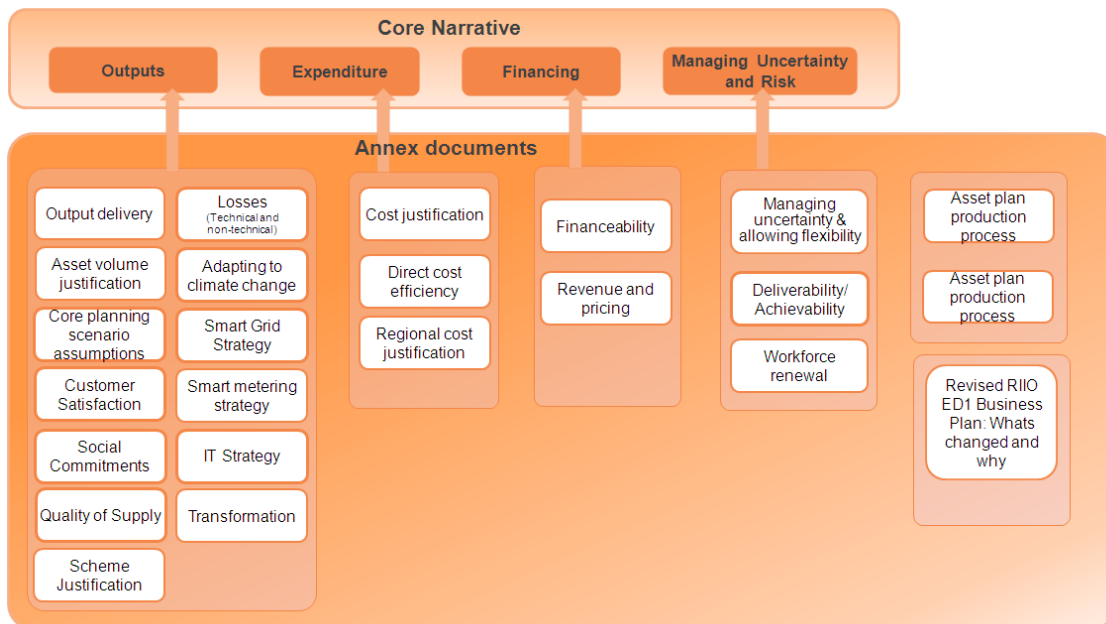 Core Narrative
Outputs
Expenditure
Financing
Managing Uncertainty
and Risk
Annex documents
Output delivery
Asset volume
justification
Core planning
scenario
assumptions
Customer
Satisfaction
Social
Commitments
Quality of Supply
Scheme
Justification
Losses
(Technical and
non-technical)
Adapting to
climate change
Smart Grid
Strategy
Smart metering
strategy
IT Strategy
Transformation
Cost justification
Direct cost
efficiency
Regional cost
justification
Financeability
Revenue and
pricing
Managing
uncertainty &
allowing flexibility
Deliverability/
Achievability
Workforce
renewal
Asset plan
production
process
Asset plan
production
process
Revised RIIO
ED1 Business
Plan: Whats
changed and
why